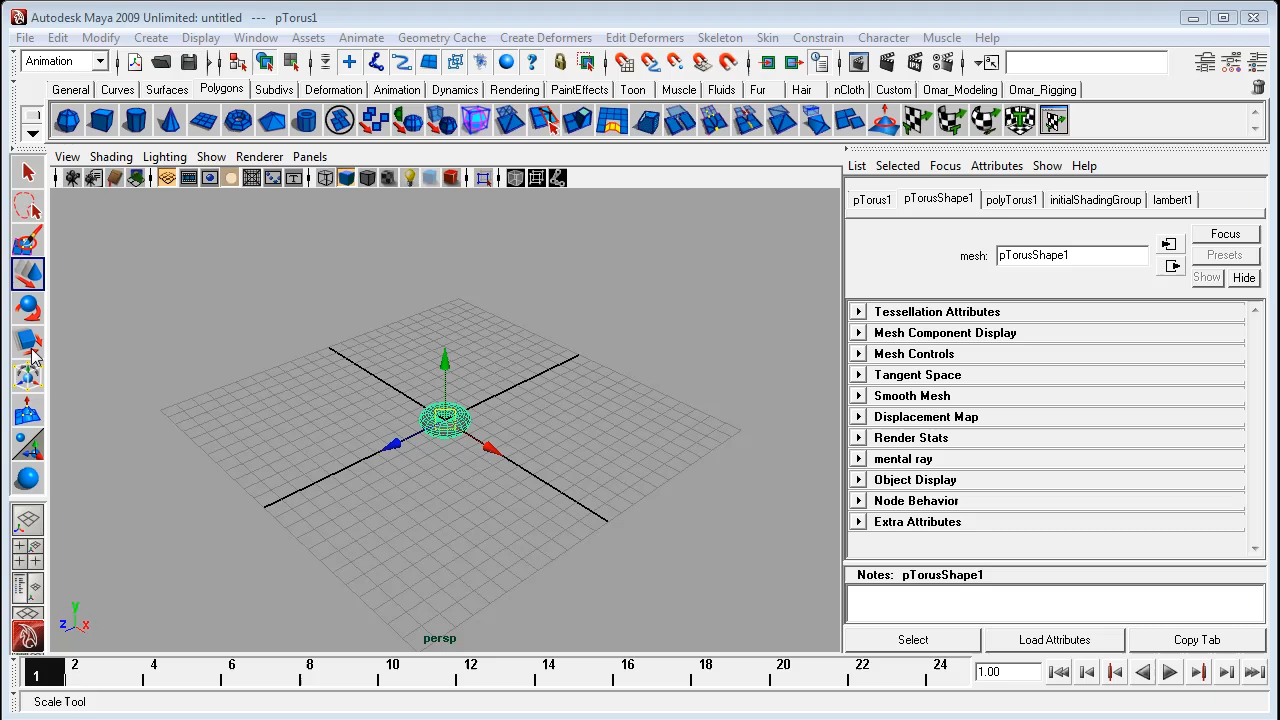 Autodesk Maya 2009 Unlimited: untitled --- pTorus1
File Edit Modify Create Display Window Assets Animate Geometry Cache Create Deformers Edit Deformers Skeleton Skin Constrain Character Muscle Help
Animation
General Curves Surfaces Polygons Subdivs Deformation Animation Dynamics Rendering PaintEffects Toon Muscle Fluids Fur Hair nCloth Custom Omar_Modeling Omar_Rigging
View Shading Lighting Show Renderer Panels
List Selected Focus Attributes Show Help
pTorus1 pTorusShape1 polyTorus1 initialShadingGroup lambert1
mesh: pTorusShape1
Focus
Presets
Show Hide
Tessellation Attributes
Mesh Component Display
Mesh Controls
Tangent Space
Smooth Mesh
Displacement Map
Render Stats
mental ray
Object Display
Node Behavior
Extra Attributes
Notes: pTorusShape1
y
z x
persp
Select Load Attributes Copy Tab
1 2 4 6 8 10 12 14 16 18 20 22 24 1.00
Scale Tool